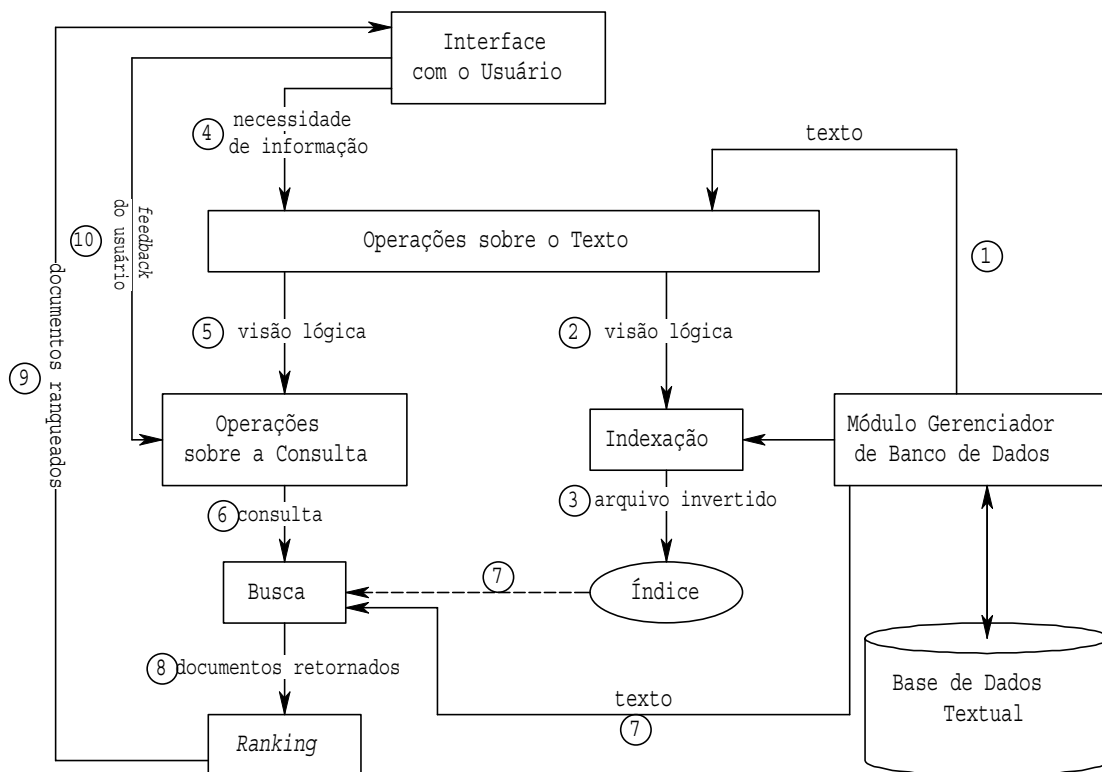 Interface
com o Usuário
4
necessidade
de informação
texto
10
feedback
do usuário
1
Operações sobre o Texto
5
visão lógica
2
visão lógica
9
documentos ranqueados
Operações
sobre a Consulta
Indexação
Módulo Gerenciador
de Banco de Dados
6
consulta
3
arquivo invertido
Busca
7
Índice
8
documentos retornados
texto
7
Base de Dados
Textual
Ranking